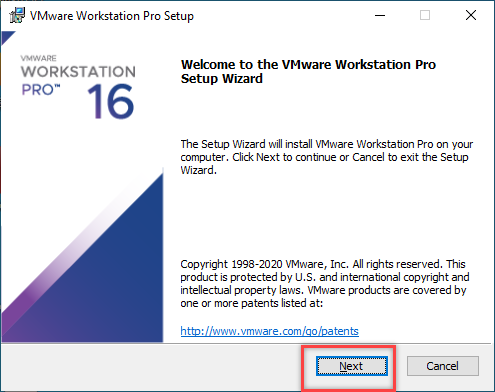 VMware Workstation Pro Setup
VMWARE
WORKSTATION
PRO™ 16
Welcome to the VMware Workstation Pro
Setup Wizard
The Setup Wizard will install VMware Workstation Pro on your
computer. Click Next to continue or Cancel to exit the Setup
Wizard.
Copyright 1998-2020 VMware, Inc. All rights reserved. This
product is protected by U.S. and international copyright and
intellectual property laws. VMware products are covered by
one or more patents listed at:
http://www.vmware.com/go/patents
Next
Cancel